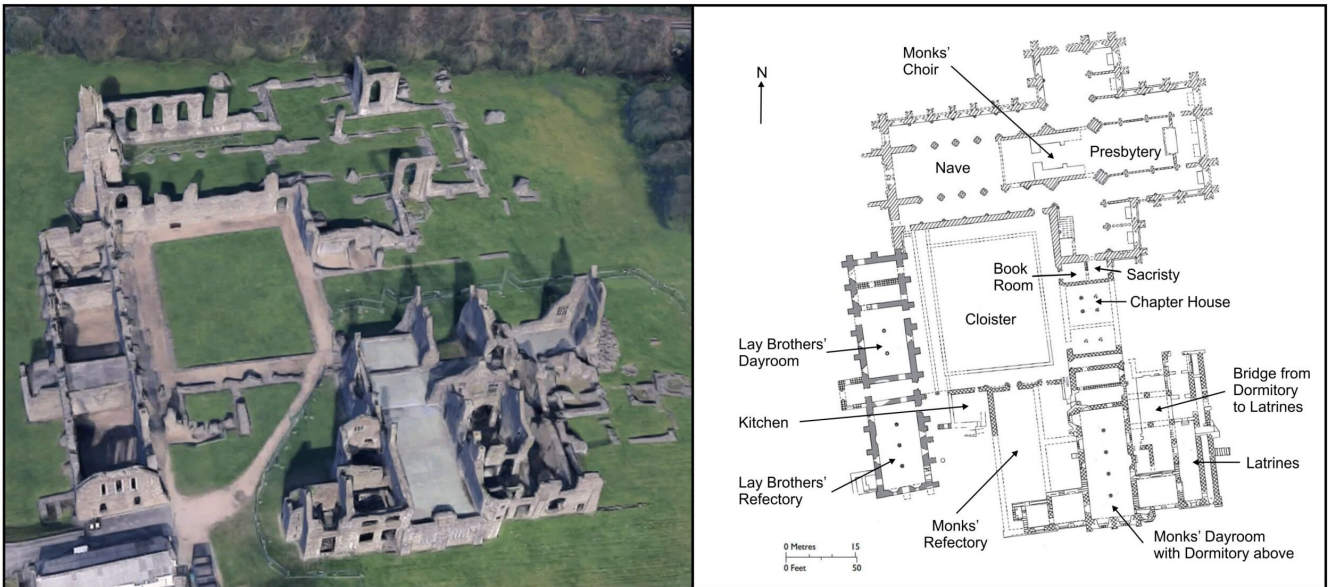 Monks'
Choir
N
Nave
Presbytery
Book
Room
Sacristy
Chapter House
Cloister
Lay Brothers'
Dayroom
Bridge from
Dormitory
to Latrines
Kitchen
Latrines
Lay Brothers'
Refectory
Monks'
Refectory
Monks' Dayroom
with Dormitory above
0 Metres 15
0 Feet 50